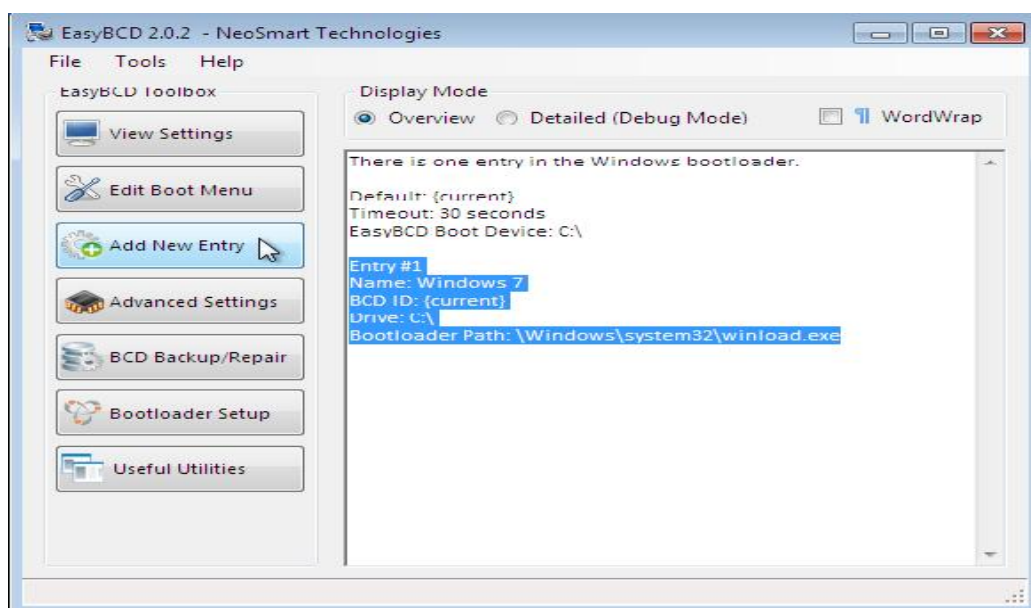 EasyBCD 2.0.2 - NeoSmart Technologies
File Tools Help
EasyBCD Toolbox
View Settings
Edit Boot Menu
Add New Entry
Advanced Settings
BCD Backup/Repair
Bootloader Setup
Useful Utilities
Display Mode
Overview Detailed (Debug Mode) ¶ WordWrap
There is one entry in the Windows bootloader.
Default: {current}
Timeout: 30 seconds
EasyBCD Boot Device: C:\
Entry #1
Name: Windows 7
BCD ID: {current}
Drive: C:\
Bootloader Path: \Windows\system32\winload.exe